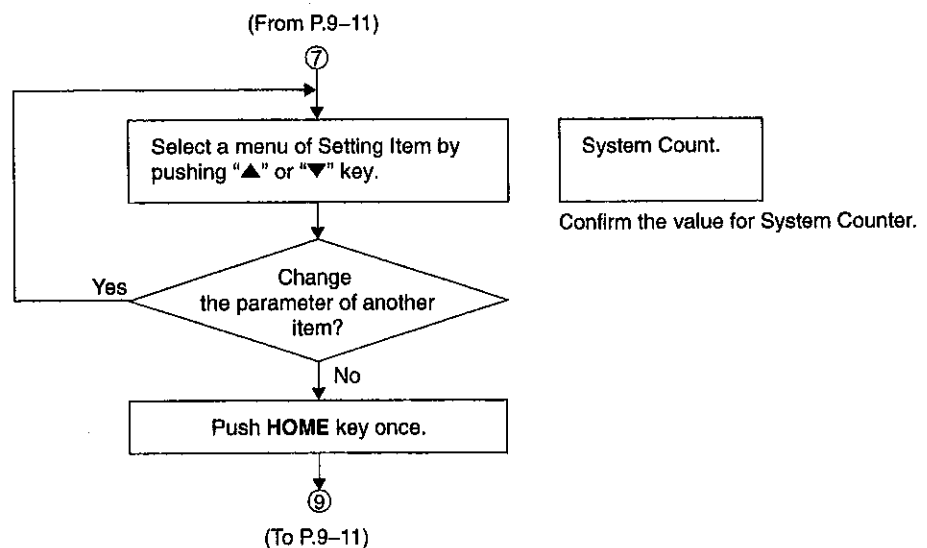 (From P.9–11)
⑦
Select a menu of Setting Item by
pushing “▲” or “▼” key.
System Count.
Confirm the value for System Counter.
Change
the parameter of another
item?
Yes
No
Push HOME key once.
⑨
(To P.9–11)